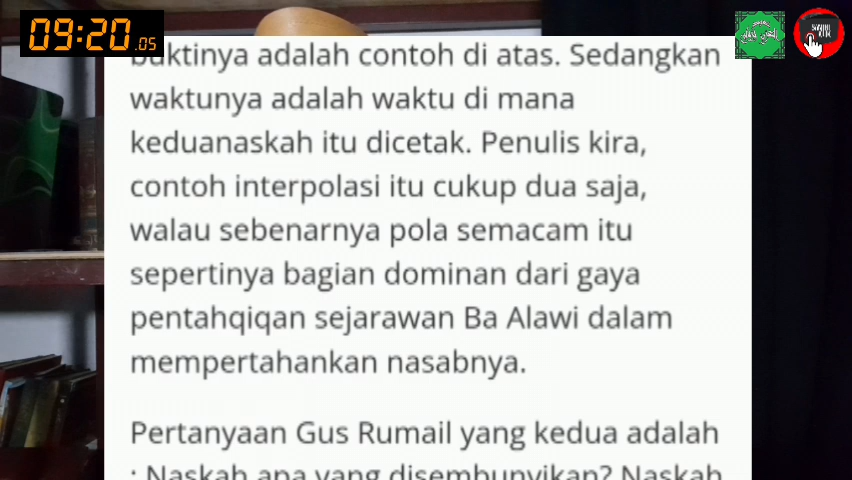 09:20.05
buktinya adalah contoh di atas. Sedangkan
waktunya adalah waktu di mana
keduanaskah itu dicetak. Penulis kira,
contoh interpolasi itu cukup dua saja,
walau sebenarnya pola semacam itu
sepertinya bagian dominan dari gaya
pentahqiqan sejarawan Ba Alawi dalam
mempertahankan nasabnya.
Pertanyaan Gus Rumail yang kedua adalah
: Naskah apa yang disembunyikan? Naskah